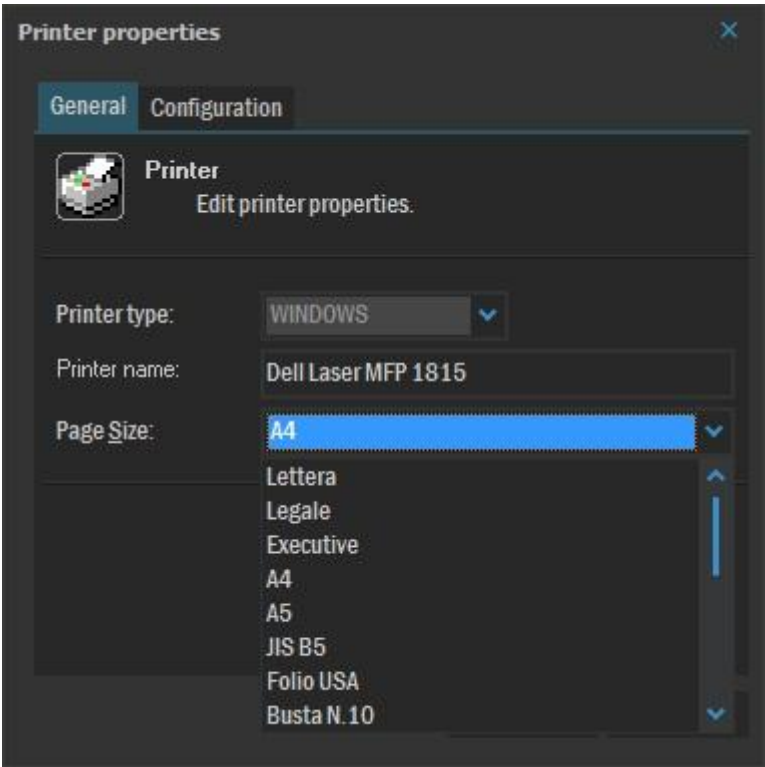 Printer properties
General Configuration
Printer
Edit printer properties.
Printer type: WINDOWS
Printer name: Dell Laser MFP 1815
Page Size: A4
Lettera
Legale
Executive
A4
A5
JIS B5
Folio USA
Busta N.10